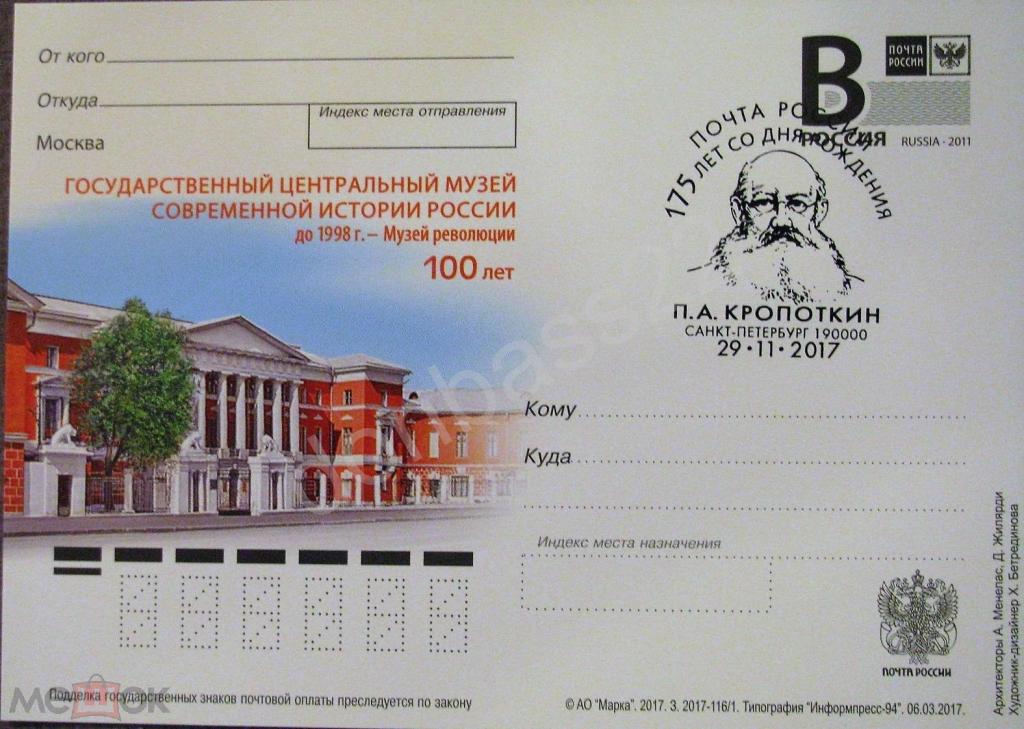 От кого
Откуда
Индекс места отправления
Москва
ГОСУДАРСТВЕННЫЙ ЦЕНТРАЛЬНЫЙ МУЗЕЙ
СОВРЕМЕННОЙ ИСТОРИИ РОССИИ
до 1998 г. – Музей революции
100 лет
В
ПОЧТА
РОССИИ
РОССИЯ
RUSSIA · 2011
ПОЧТА РОССИИ
175 ЛЕТ СО ДНЯ РОЖДЕНИЯ
П.А. КРОПОТКИН
САНКТ-ПЕТЕРБУРГ 190000
29·11·2017
Кому
Куда
Индекс места назначения
ПОЧТА РОССИИ
Архитекторы А. Менелас, Д. Жилярди
Художник-дизайнер Х. Бетрединова
Подделка государственных знаков почтовой оплаты преследуется по закону
© АО "Марка". 2017. З. 2017-116/1. Типография "Информпресс-94". 06.03.2017.
МЕШОК